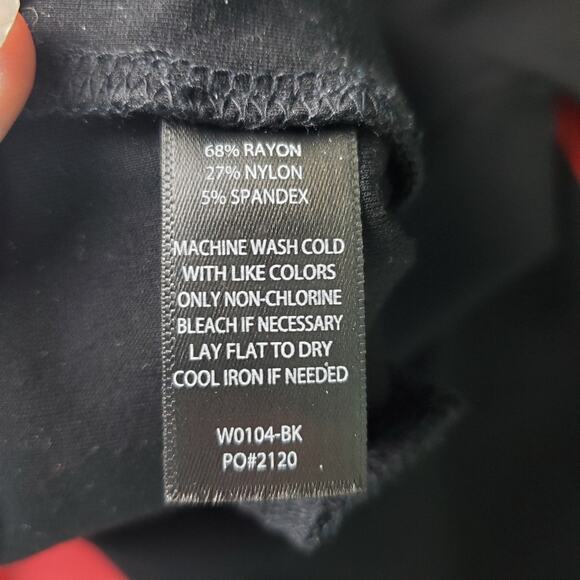 68% RAYON
27% NYLON
5% SPANDEX
MACHINE WASH COLD
WITH LIKE COLORS
ONLY NON-CHLORINE
BLEACH IF NECESSARY
LAY FLAT TO DRY
COOL IRON IF NEEDED
W0104-BK
PO#2120